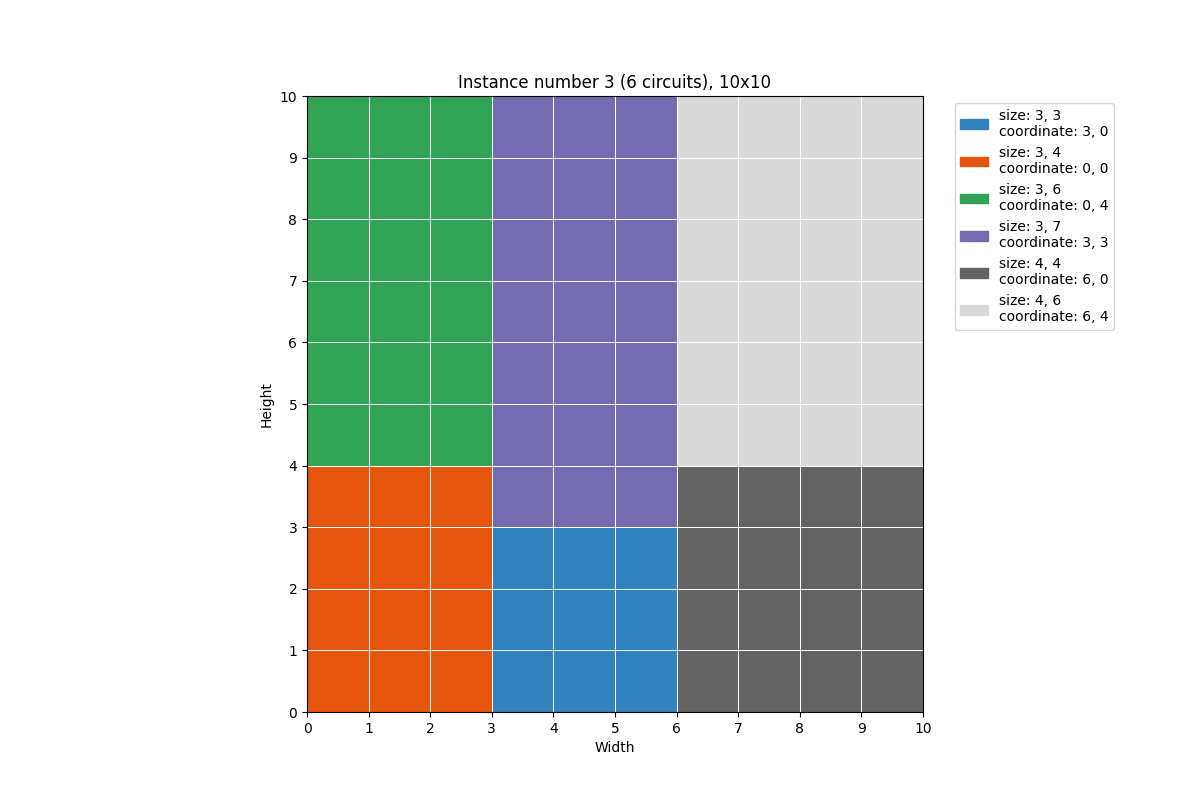 Instance number 3 (6 circuits), 10x10
10
9
8
7
6
5
4
3
2
1
0
Height
0 1 2 3 4 5 6 7 8 9 10
Width
size: 3, 3
coordinate: 3, 0
size: 3, 4
coordinate: 0, 0
size: 3, 6
coordinate: 0, 4
size: 3, 7
coordinate: 3, 3
size: 4, 4
coordinate: 6, 0
size: 4, 6
coordinate: 6, 4